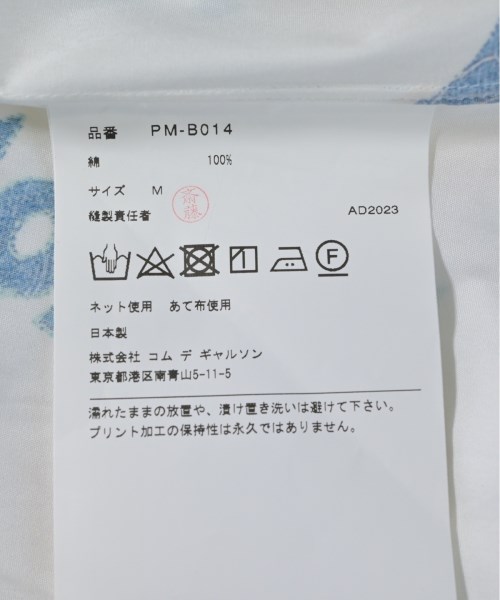 品番 PM-B014
綿 100%
サイズ M
斎藤
縫製責任者
AD2023
ネット使用 あて布使用
日本製
株式会社 コム デ ギャルソン
東京都港区南青山5-11-5
濡れたままの放置や、漬け置き洗いは避けて下さい。
プリント加工の保持性は永久ではありません。